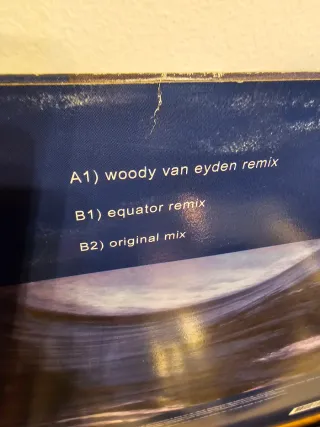 A1) woody van eyden remix
B1) equator remix
B2) original mix